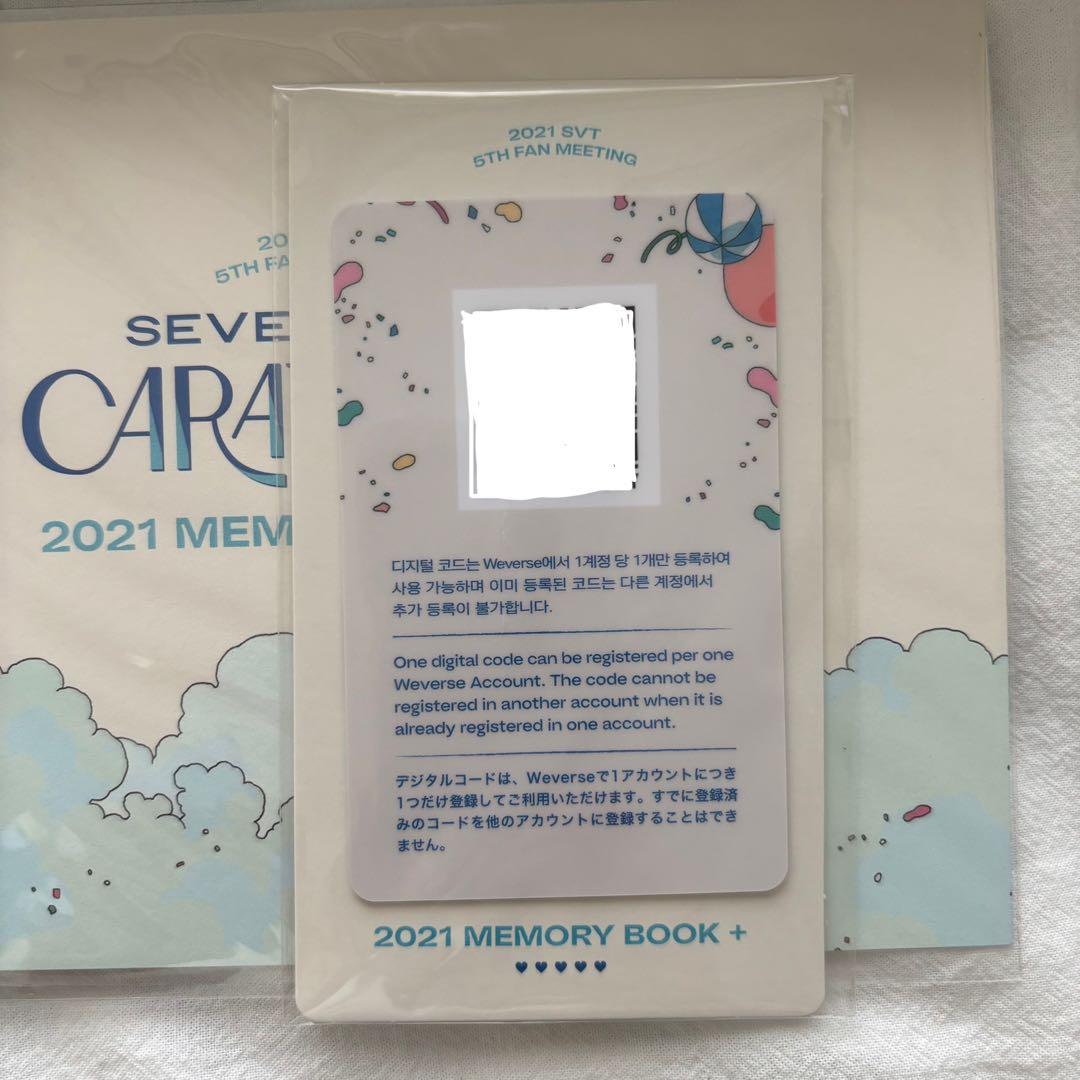 2021 SVT
5TH FAN MEETING
20
5TH FA
SEVE
CARA
2021 MEM
디지털 코드는 Weverse에서 1계정 당 1개만 등록하여
사용 가능하며 이미 등록된 코드는 다른 계정에서
추가 등록이 불가합니다.
One digital code can be registered per one
Weverse Account. The code cannot be
registered in another account when it is
already registered in one account.
デジタルコードは、Weverseで1アカウントにつき
1つだけ登録してご利用いただけます。すでに登録済
みのコードを他のアカウントに登録することはでき
ません。
2021 MEMORY BOOK +